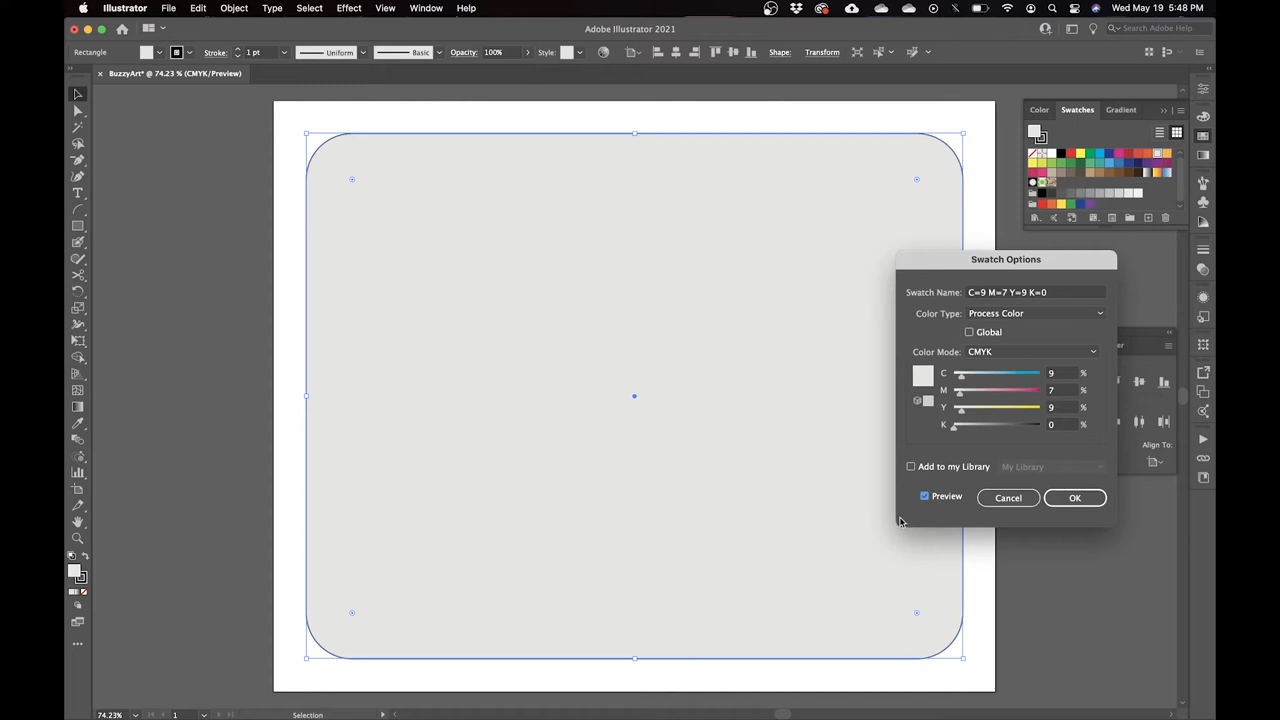 Illustrator File Edit Object Type Select Effect View Window Help Wed May 19 5:48 PM
Adobe Illustrator 2021 Search Adobe Help
Rectangle Stroke: 1 pt Uniform Basic Opacity: 100% Style: Shape: Transform
× BuzzyArt* @ 74.23 % (CMYK/Preview)
Color Swatches Gradient
Swatch Options
Swatch Name: C=9 M=7 Y=9 K=0
Color Type: Process Color
Global
Color Mode: CMYK
C 9 %
M 7 %
Y 9 %
K 0 %
Align To:
Add to my Library My Library
Preview Cancel OK
74.23% 1 Selection